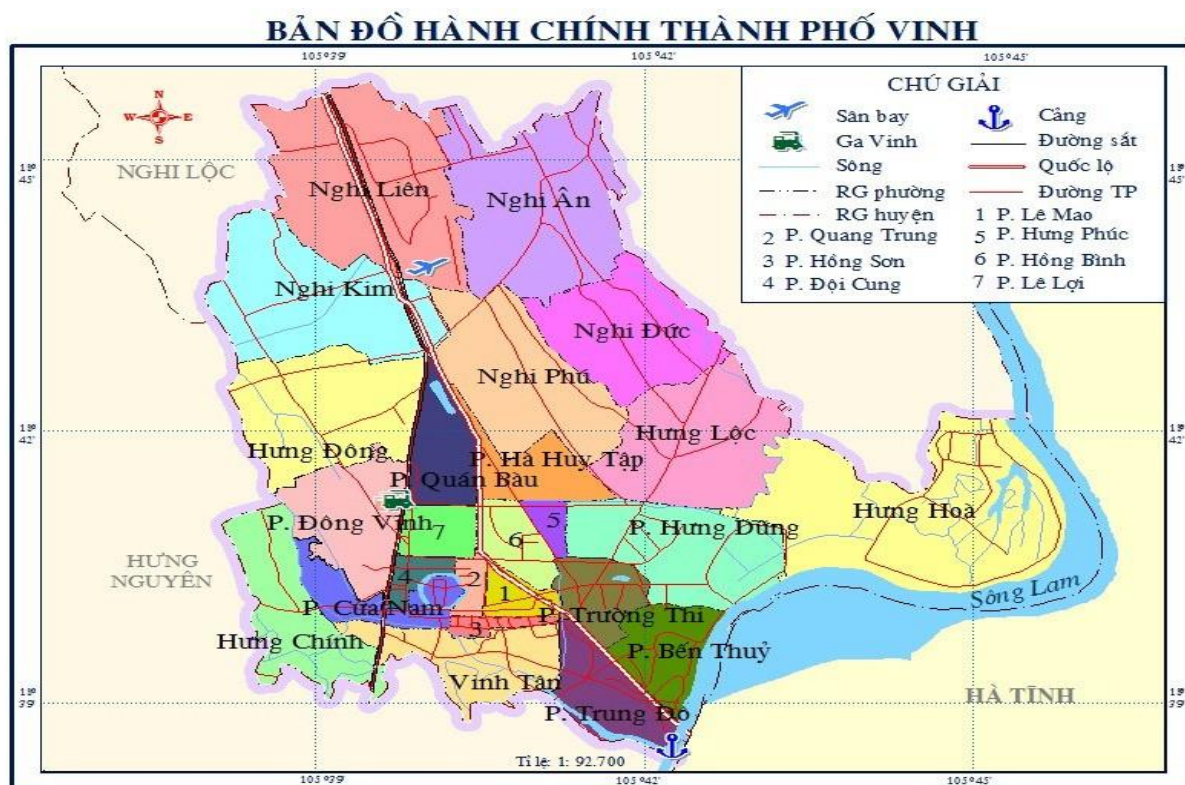 BẢN ĐỒ HÀNH CHÍNH THÀNH PHỐ VINH
105°39' 105°42' 105°45'
N
W E
S
CHÚ GIẢI
Sân bay Cảng
Ga Vinh Đường sắt
Sông Quốc lộ
RG phường Đường TP
RG huyện 1 P. Lê Mao
2 P. Quang Trung 5 P. Hưng Phúc
3 P. Hồng Sơn 6 P. Hồng Bình
4 P. Đội Cung 7 P. Lê Lợi
NGHI LỘC
45' 45'
Nghi Liên
Nghi Ân
Nghi Kim
Nghi Đức
Nghi Phú
42' 42'
Hưng Lộc
Hưng Đông
P. Hà Huy Tập
P. Quán Bàu
Hưng Hoà
P. Đông Vĩnh
7
6
5
P. Hưng Dũng
HƯNG
NGUYÊN
4
2
1
Sông Lam
P. Cửa Nam
P. Trường Thi
3
Hưng Chính
P. Bến Thuỷ
Vinh Tân
39' 39'
HÀ TĨNH
P. Trung Đô
Tỉ lệ: 1: 92.700
105°39' 105°42' 105°45'